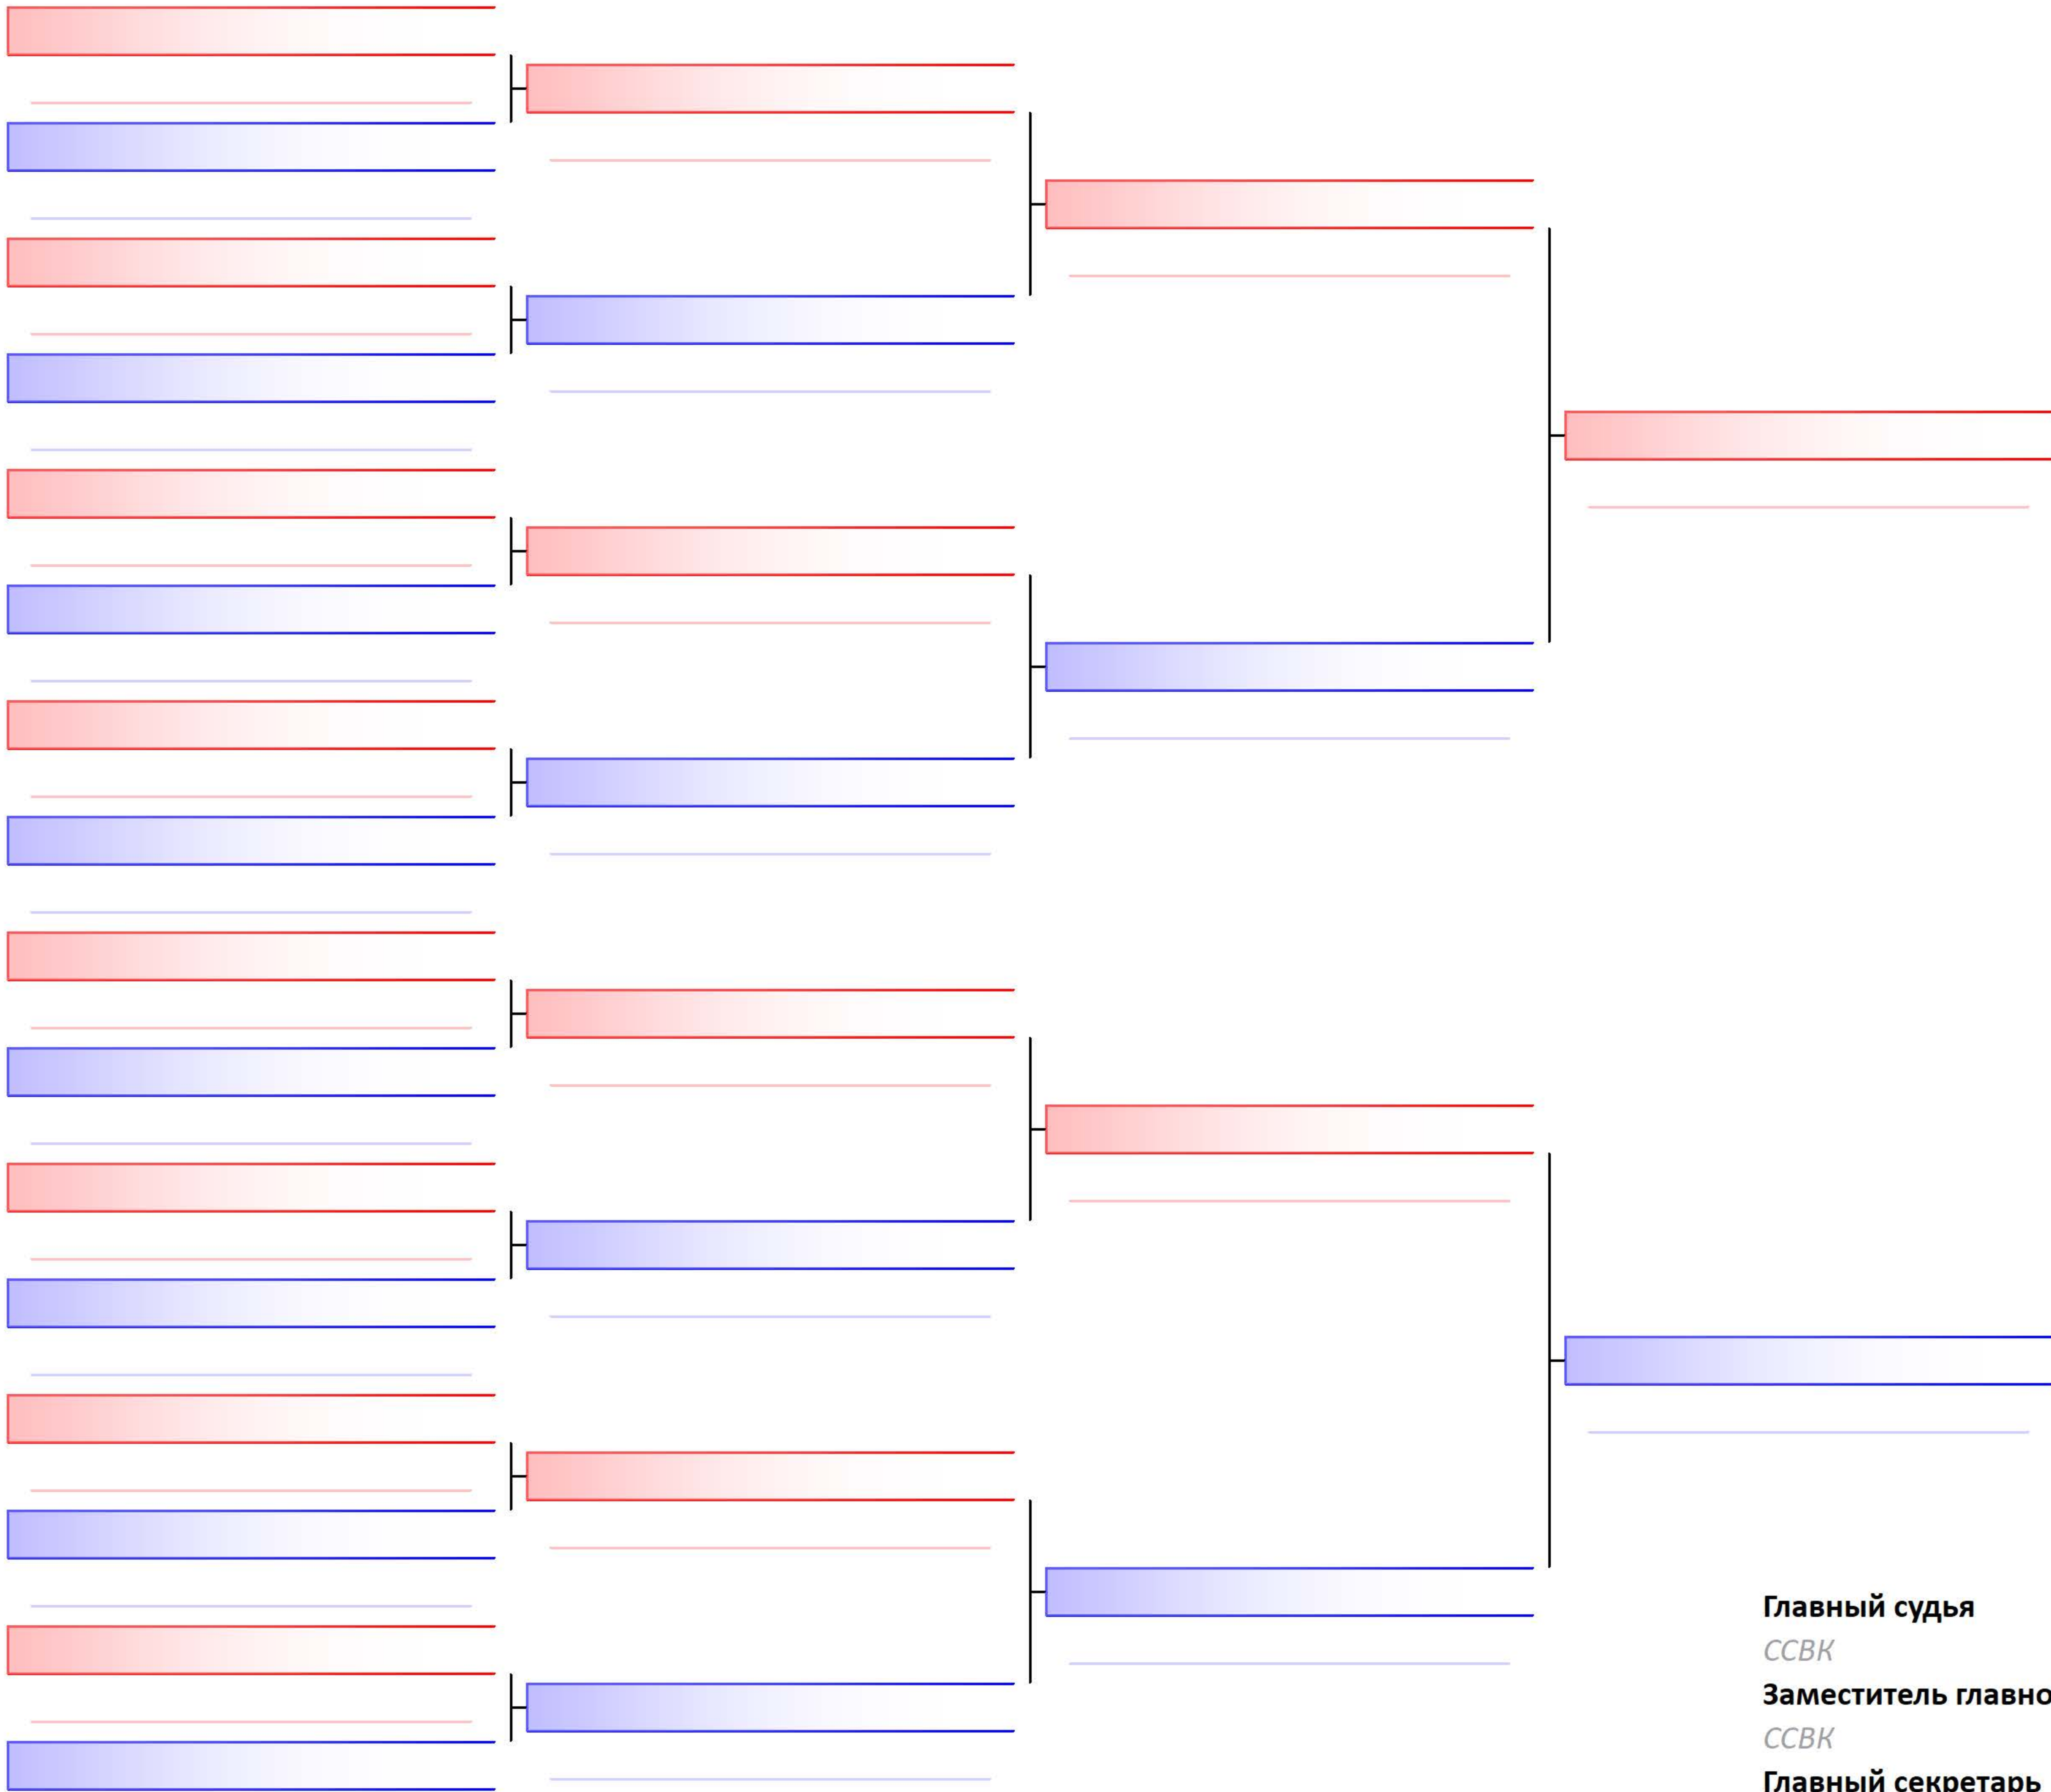 Главный судья
ССВК
Заместитель главно
ССВК
Главный секретарь